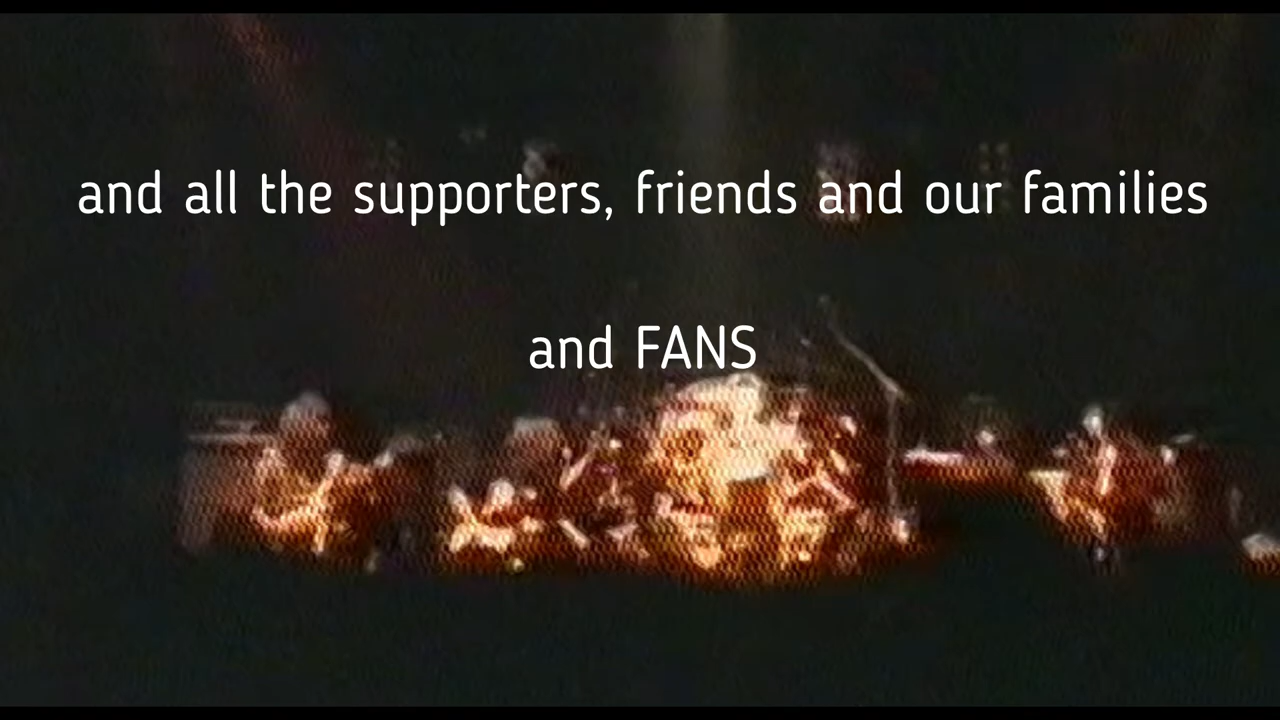 and all the supporters, friends and our families
and FANS